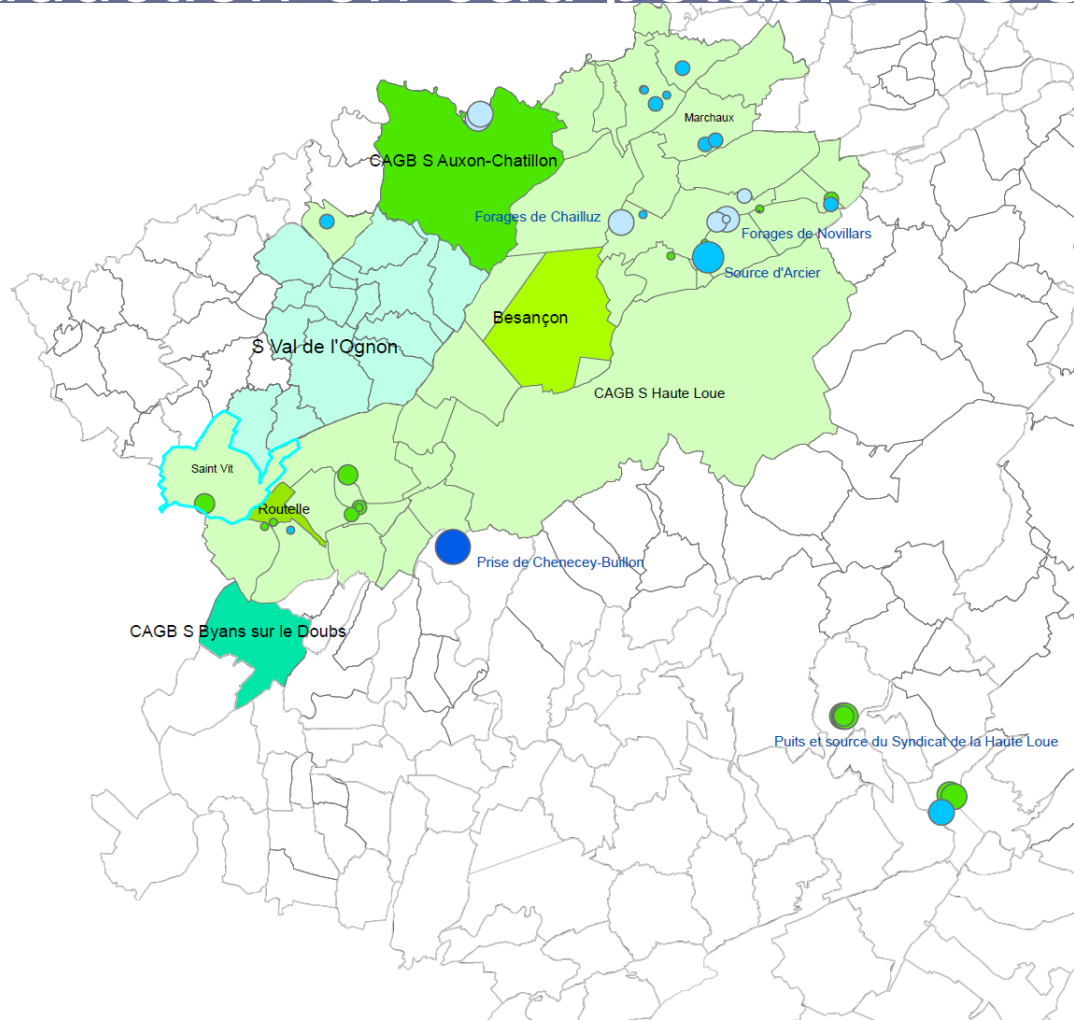 Marchaux
CAGB S Auxon-Chatillon
Forages de Chailluz
Forages de Novillars
Source d'Arcier
Besançon
S Val de l'Ognon
CAGB S Haute Loue
Saint Vit
Routelle
Prise de Chenecey-Buillon
CAGB S Byans sur le Doubs
Puits et source du Syndicat de la Haute Loue